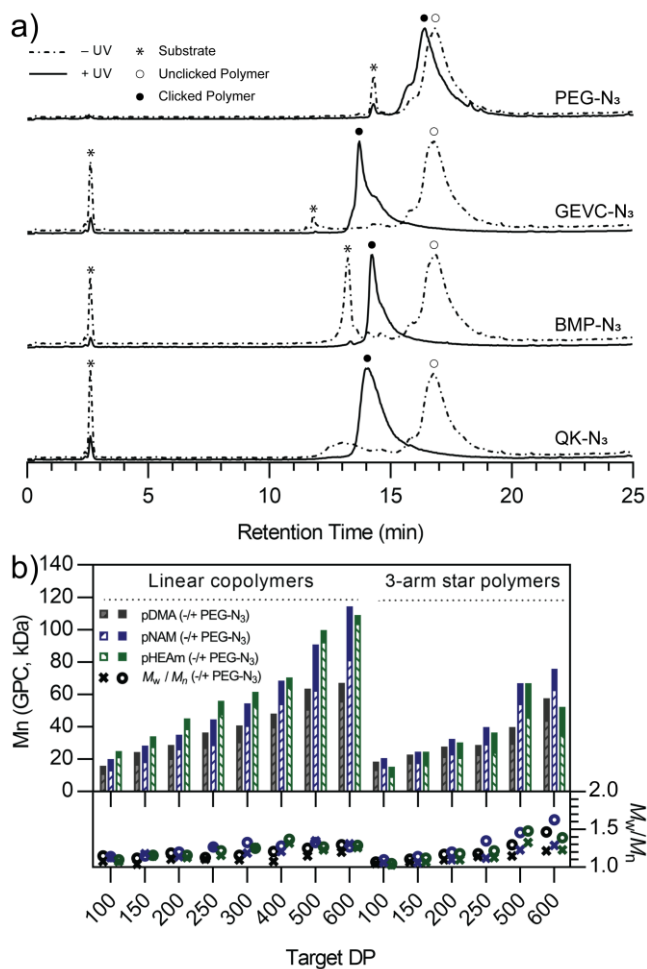 a)
– UV * Substrate
+ UV ○ Unclicked Polymer
● Clicked Polymer
* ● ○
PEG-N₃
* * ● ○
GEVC-N₃
* * ● ○
BMP-N₃
* ● ○
QK-N₃
0 5 10 15 20 25
Retention Time (min)
b)
140
120
100
80
60
40
20
0
Mn (GPC, kDa)
Linear copolymers 3-arm star polymers
pDMA (-/+ PEG-N₃)
pNAM (-/+ PEG-N₃)
pHEAm (-/+ PEG-N₃)
Mw / Mn (-/+ PEG-N₃)
2.0
1.5
1.0
Mw/Mn
100 150 200 250 300 400 500 600 100 150 200 250 500 600
Target DP